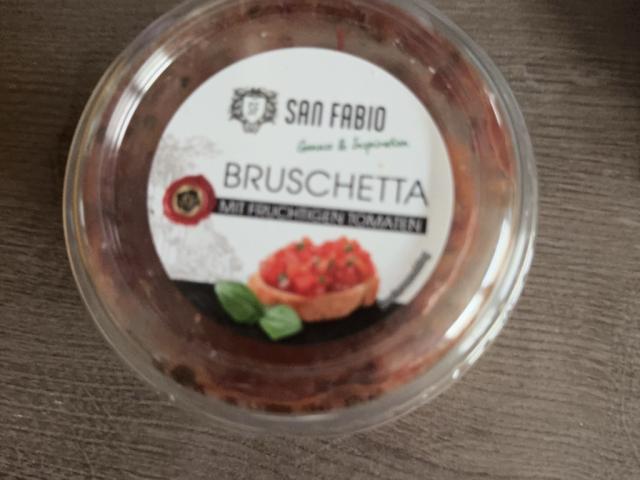 SAN FABIO
Genuss & Inspiration
BRUSCHETTA
MIT FRUCHTIGEN TOMATEN